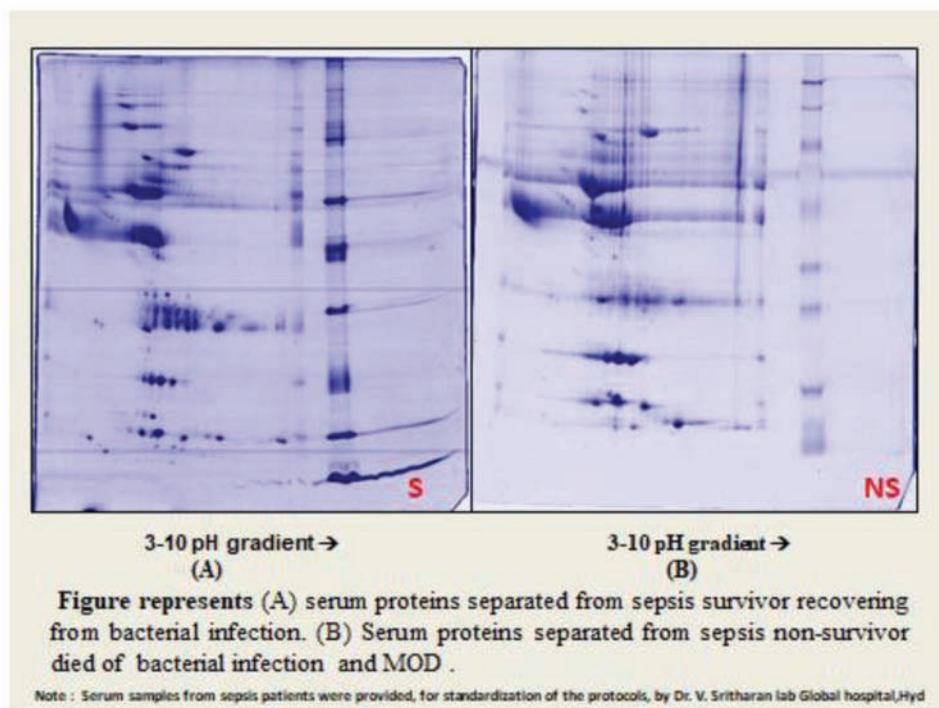 S
NS
3-10 pH gradient →
(A)
3-10 pH gradient →
(B)
Figure represents (A) serum proteins separated from sepsis survivor recovering
from bacterial infection. (B) Serum proteins separated from sepsis non-survivor
died of bacterial infection and MOD .
Note : Serum samples from sepsis patients were provided, for standardization of the protocols, by Dr. V. Sritharan lab Global hospital,Hyd